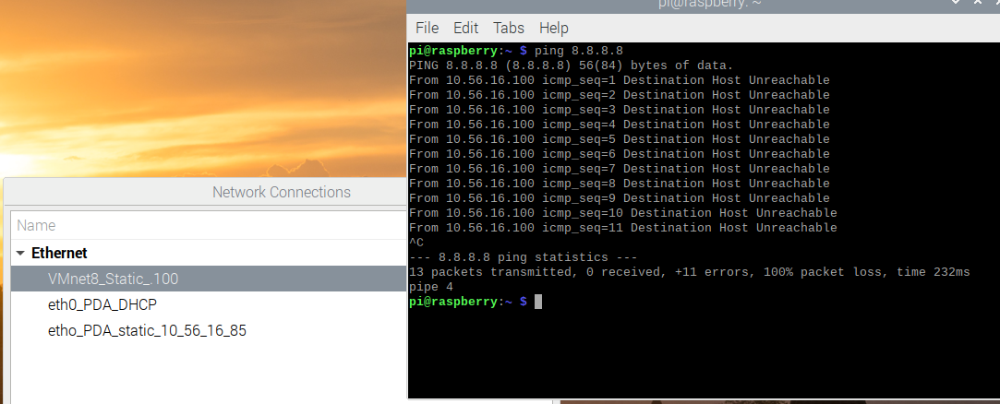 pi@raspberry: ~
File Edit Tabs Help
pi@raspberry:~ $ ping 8.8.8.8
PING 8.8.8.8 (8.8.8.8) 56(84) bytes of data.
From 10.56.16.100 icmp_seq=1 Destination Host Unreachable
From 10.56.16.100 icmp_seq=2 Destination Host Unreachable
From 10.56.16.100 icmp_seq=3 Destination Host Unreachable
From 10.56.16.100 icmp_seq=4 Destination Host Unreachable
From 10.56.16.100 icmp_seq=5 Destination Host Unreachable
From 10.56.16.100 icmp_seq=6 Destination Host Unreachable
From 10.56.16.100 icmp_seq=7 Destination Host Unreachable
From 10.56.16.100 icmp_seq=8 Destination Host Unreachable
From 10.56.16.100 icmp_seq=9 Destination Host Unreachable
From 10.56.16.100 icmp_seq=10 Destination Host Unreachable
From 10.56.16.100 icmp_seq=11 Destination Host Unreachable
^C
--- 8.8.8.8 ping statistics ---
13 packets transmitted, 0 received, +11 errors, 100% packet loss, time 232ms
pipe 4
pi@raspberry:~ $
Network Connections
Name
Ethernet
VMnet8_Static_.100
eth0_PDA_DHCP
etho_PDA_static_10_56_16_85